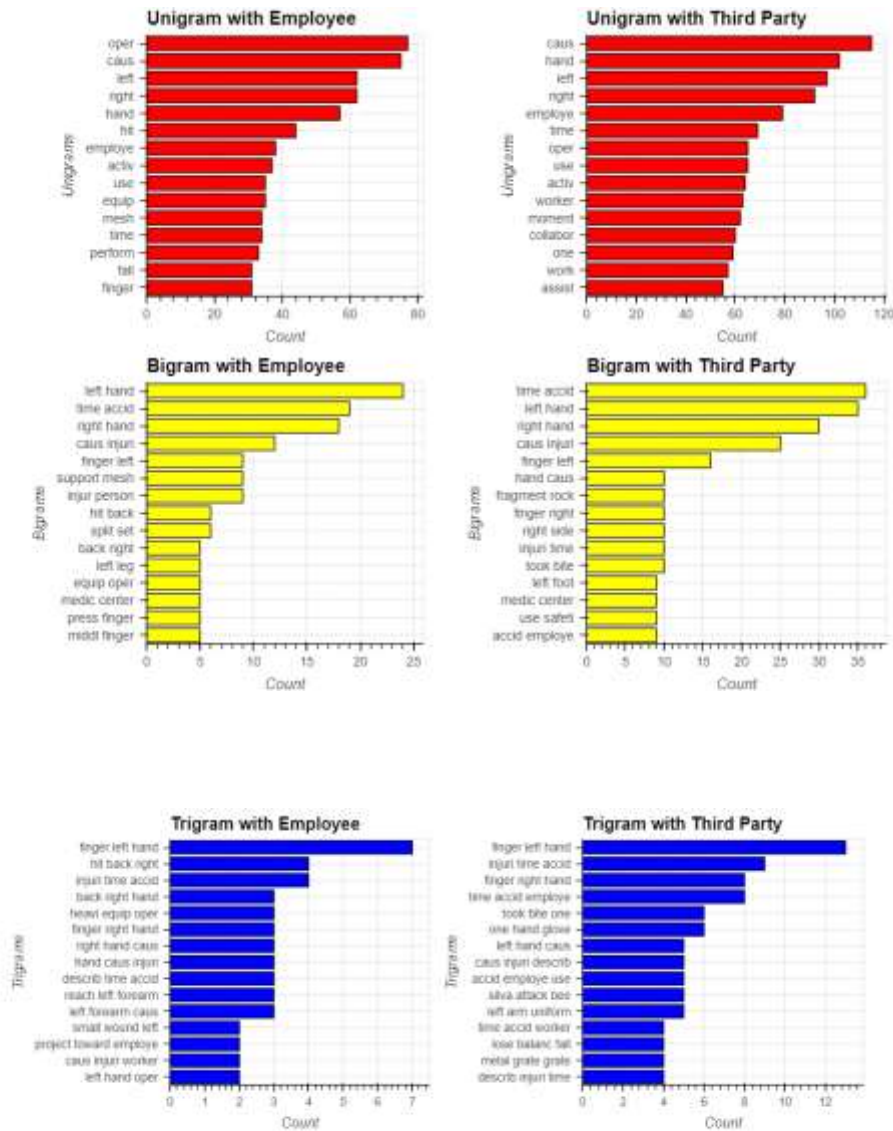 Unigram with Employee
oper
caus
left
right
hand
hit
employe
activ
use
equip
mesh
time
perform
fall
finger
Unigrams
0 20 40 60 80
Count
Unigram with Third Party
caus
hand
left
right
employe
time
oper
use
activ
worker
moment
collabor
one
work
assist
Unigrams
0 20 40 60 80 100 120
Count
Bigram with Employee
left hand
time accid
right hand
caus injuri
finger left
support mesh
injur person
hit back
split set
back right
left leg
equip oper
medic center
press finger
middl finger
Bigrams
0 5 10 15 20 25
Count
Bigram with Third Party
time accid
left hand
right hand
caus injuri
finger left
hand caus
fragment rock
finger right
right side
injuri time
took bite
left foot
medic center
use safeti
accid employe
Bigrams
0 5 10 15 20 25 30 35
Count
Trigram with Employee
finger left hand
hit back right
injuri time accid
back right hand
heavi equip oper
finger right hand
right hand caus
hand caus injuri
describ time accid
reach left forearm
left forearm caus
small wound left
project toward employe
caus injuri worker
left hand oper
Trigrams
0 1 2 3 4 5 6 7
Count
Trigram with Third Party
finger left hand
injuri time accid
finger right hand
time accid employe
took bite one
one hand glove
left hand caus
caus injuri describ
accid employe use
silva attack bee
left arm uniform
time accid worker
lose balanc fall
metal grate grate
describ injuri time
Trigrams
0 2 4 6 8 10 12
Count